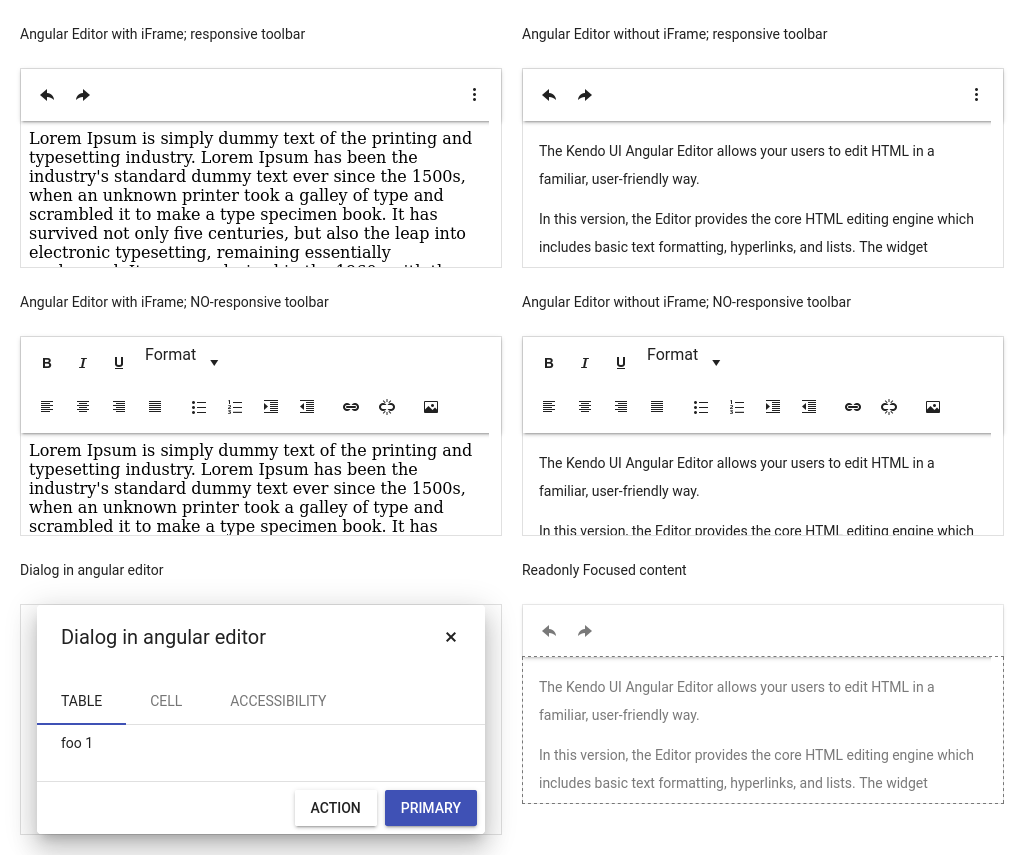 Angular Editor with iFrame; responsive toolbar
Lorem Ipsum is simply dummy text of the printing and
typesetting industry. Lorem Ipsum has been the
industry's standard dummy text ever since the 1500s,
when an unknown printer took a galley of type and
scrambled it to make a type specimen book. It has
survived not only five centuries, but also the leap into
electronic typesetting, remaining essentially
Angular Editor without iFrame; responsive toolbar
The Kendo UI Angular Editor allows your users to edit HTML in a
familiar, user-friendly way.
In this version, the Editor provides the core HTML editing engine which
includes basic text formatting, hyperlinks, and lists. The widget
Angular Editor with iFrame; NO-responsive toolbar
B I U Format
Lorem Ipsum is simply dummy text of the printing and
typesetting industry. Lorem Ipsum has been the
industry's standard dummy text ever since the 1500s,
when an unknown printer took a galley of type and
scrambled it to make a type specimen book. It has
Angular Editor without iFrame; NO-responsive toolbar
B I U Format
The Kendo UI Angular Editor allows your users to edit HTML in a
familiar, user-friendly way.
In this version, the Editor provides the core HTML editing engine which
Dialog in angular editor
Dialog in angular editor
TABLE CELL ACCESSIBILITY
foo 1
ACTION PRIMARY
Readonly Focused content
The Kendo UI Angular Editor allows your users to edit HTML in a
familiar, user-friendly way.
In this version, the Editor provides the core HTML editing engine which
includes basic text formatting, hyperlinks, and lists. The widget